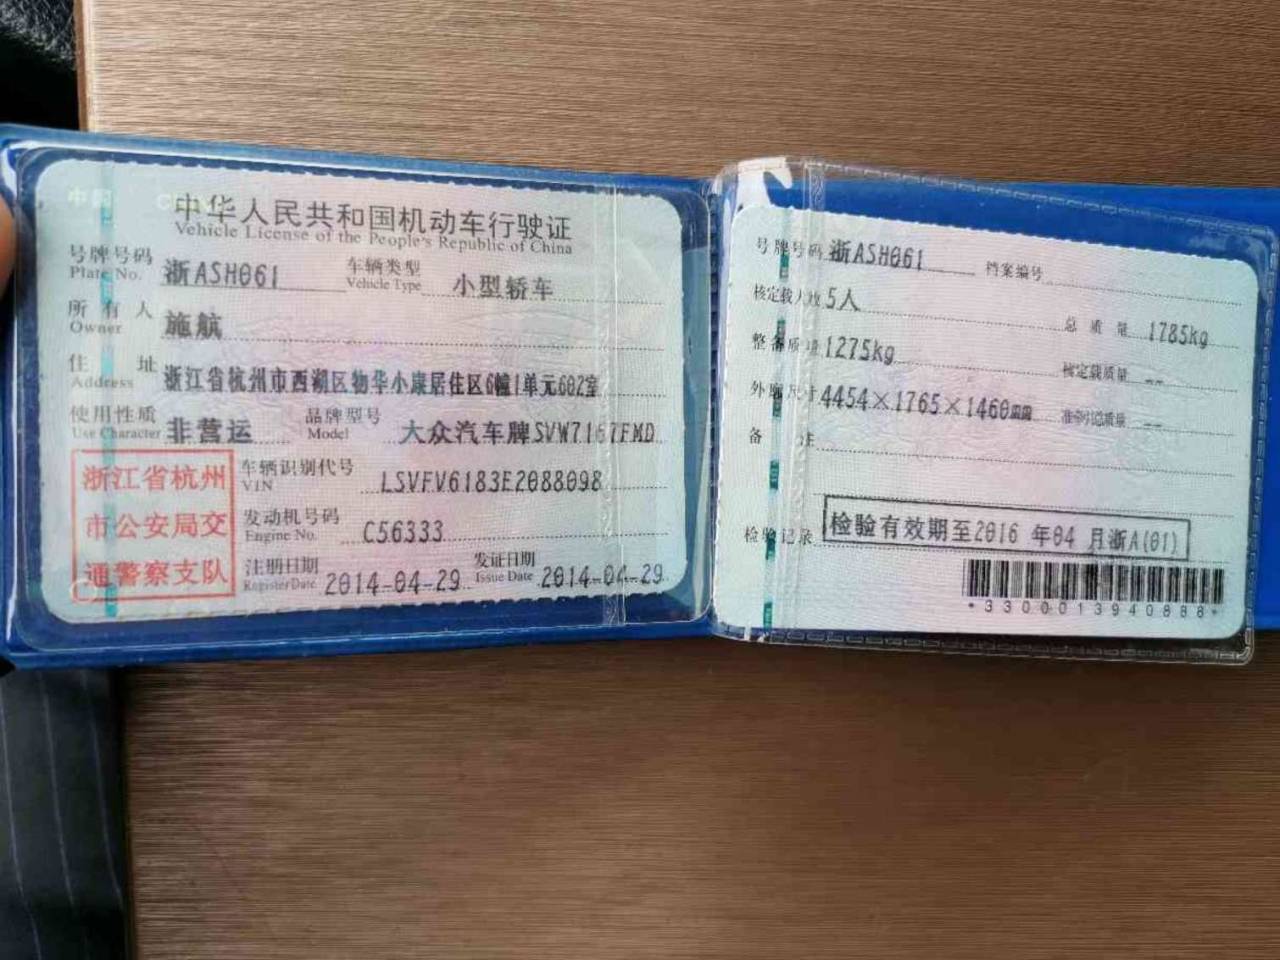 中国 CHINA
中华人民共和国机动车行驶证
Vehicle License of the People's Republic of China
号牌号码 浙ASH061 车辆类型 小型轿车
Plate No. Vehicle Type
所有人 施航
Owner
住址 浙江省杭州市西湖区物华小康居住区6幢1单元602室
Address
使用性质 非营运 品牌型号 大众汽车牌SVW7167FMD
Use Character Model
浙江省杭州
市公安局交
通警察支队
车辆识别代号 LSVFV6183E2088098
VIN
发动机号码 C56333
Engine No.
注册日期 2014-04-29 发证日期 2014-04-29
Register Date Issue Date
号牌号码 浙ASH061 档案编号
核定载人数 5人 总质量 1785kg
整备质量 1275kg 核定载质量 --
外廓尺寸 4454×1765×1460mm 准牵引总质量 --
备注
检验记录 检验有效期至2016 年04 月浙A(01)
*3300013940888*